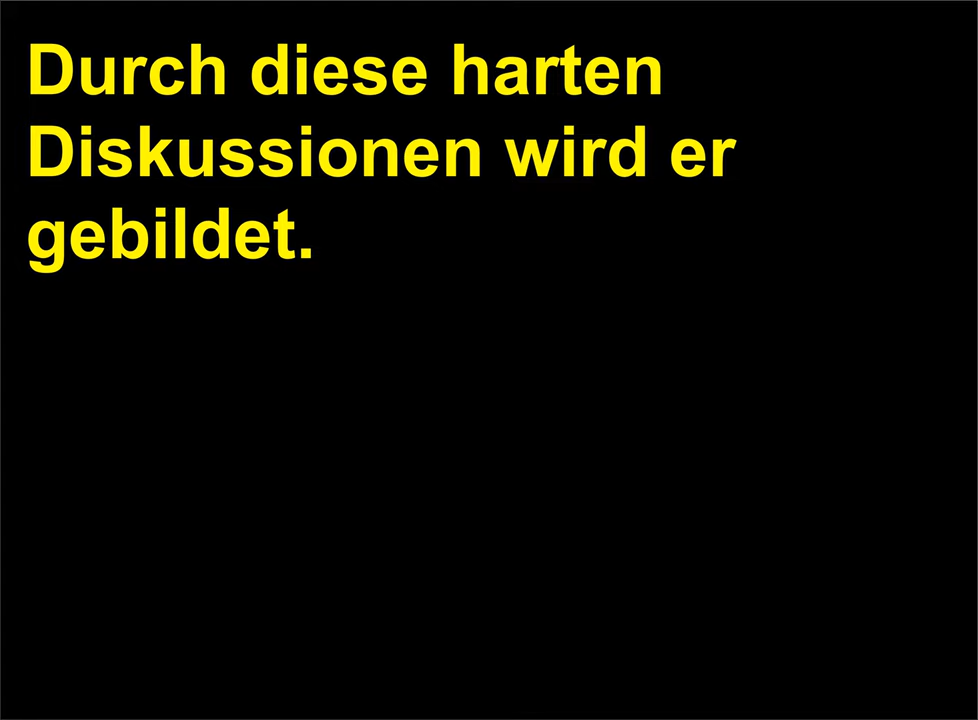 Durch diese harten
Diskussionen wird er
gebildet.